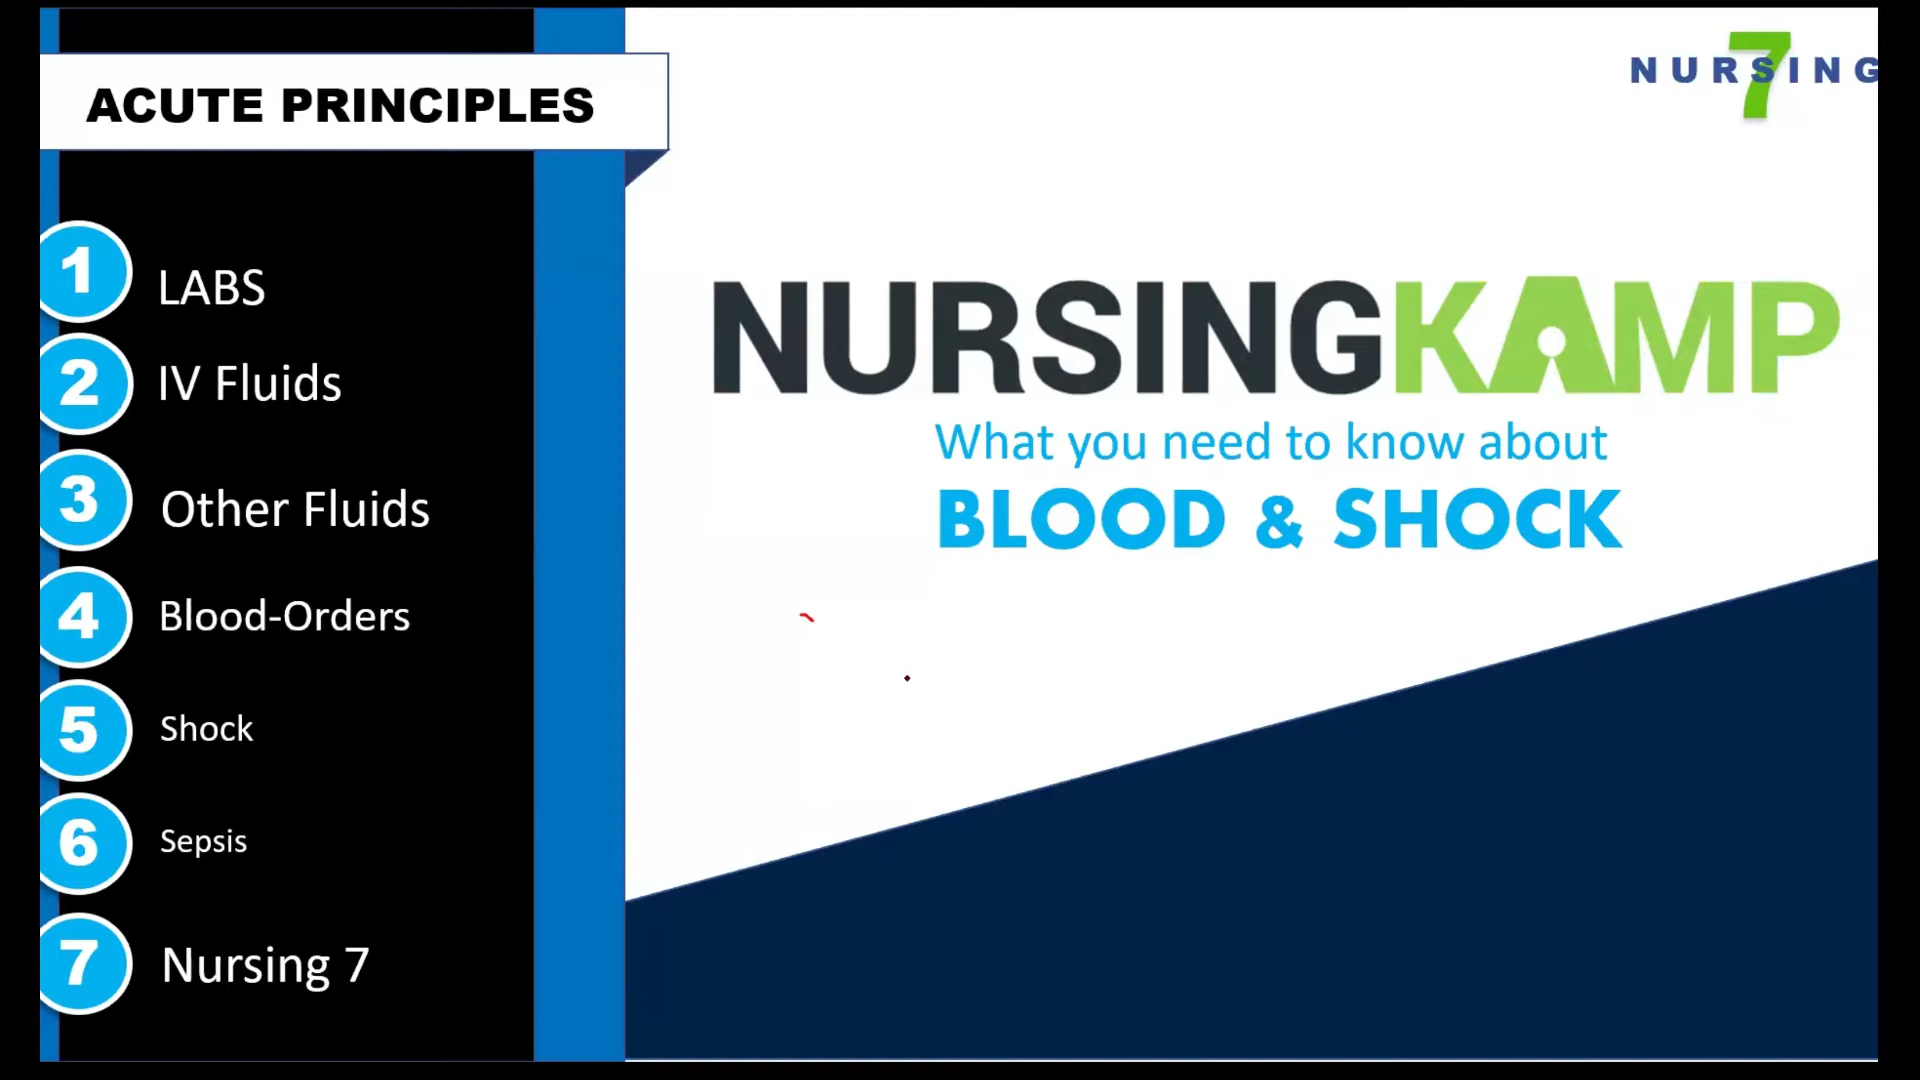 ACUTE PRINCIPLES
1 LABS
2 IV Fluids
3 Other Fluids
4 Blood-Orders
5 Shock
6 Sepsis
7 Nursing 7
NURSING
7
NURSINGKAMP
What you need to know about
BLOOD & SHOCK